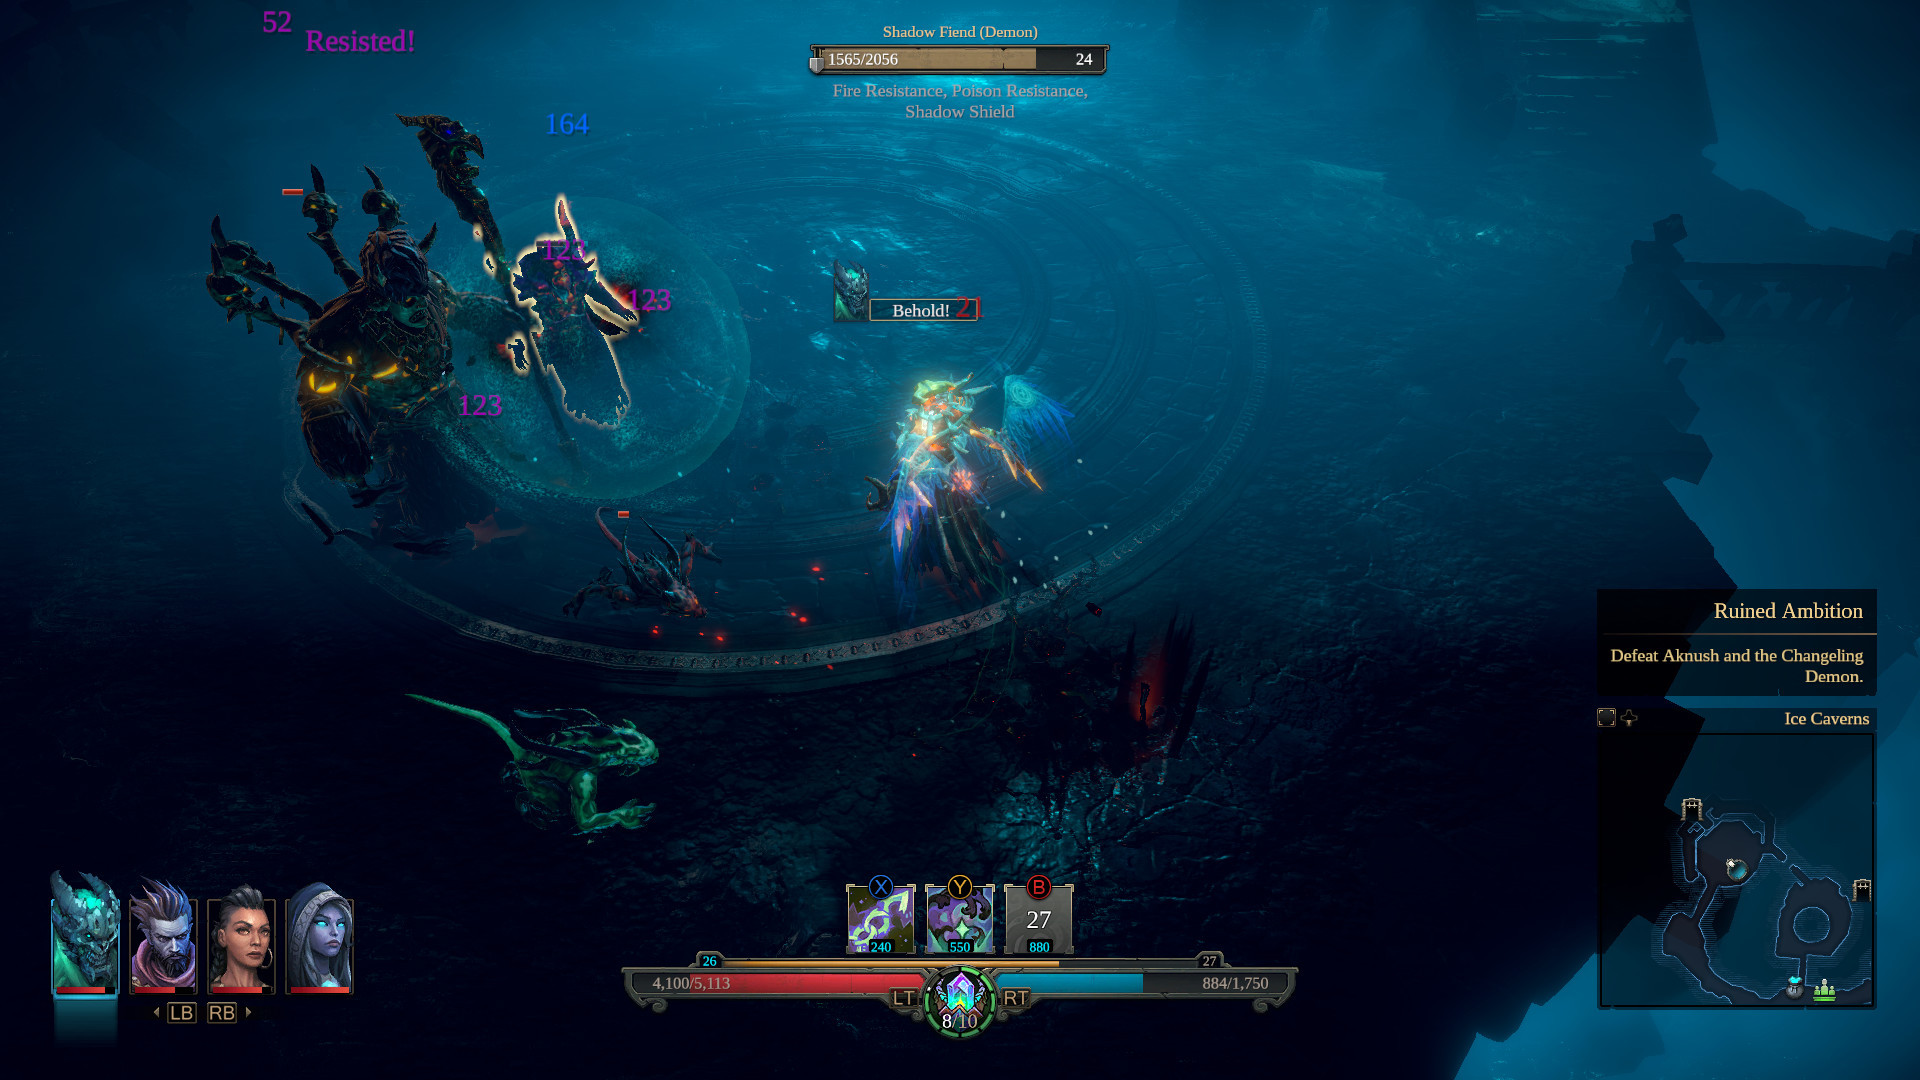 52
Resisted!
Shadow Fiend (Demon)
1565/2056 24
Fire Resistance, Poison Resistance,
Shadow Shield
164
123
123
Behold! 21
123
Ruined Ambition
Defeat Aknush and the Changeling
Demon.
Ice Caverns
X Y B
27
240 550 880
26 27
4,100/5,113 884/1,750
LT RT
8/10
LB RB